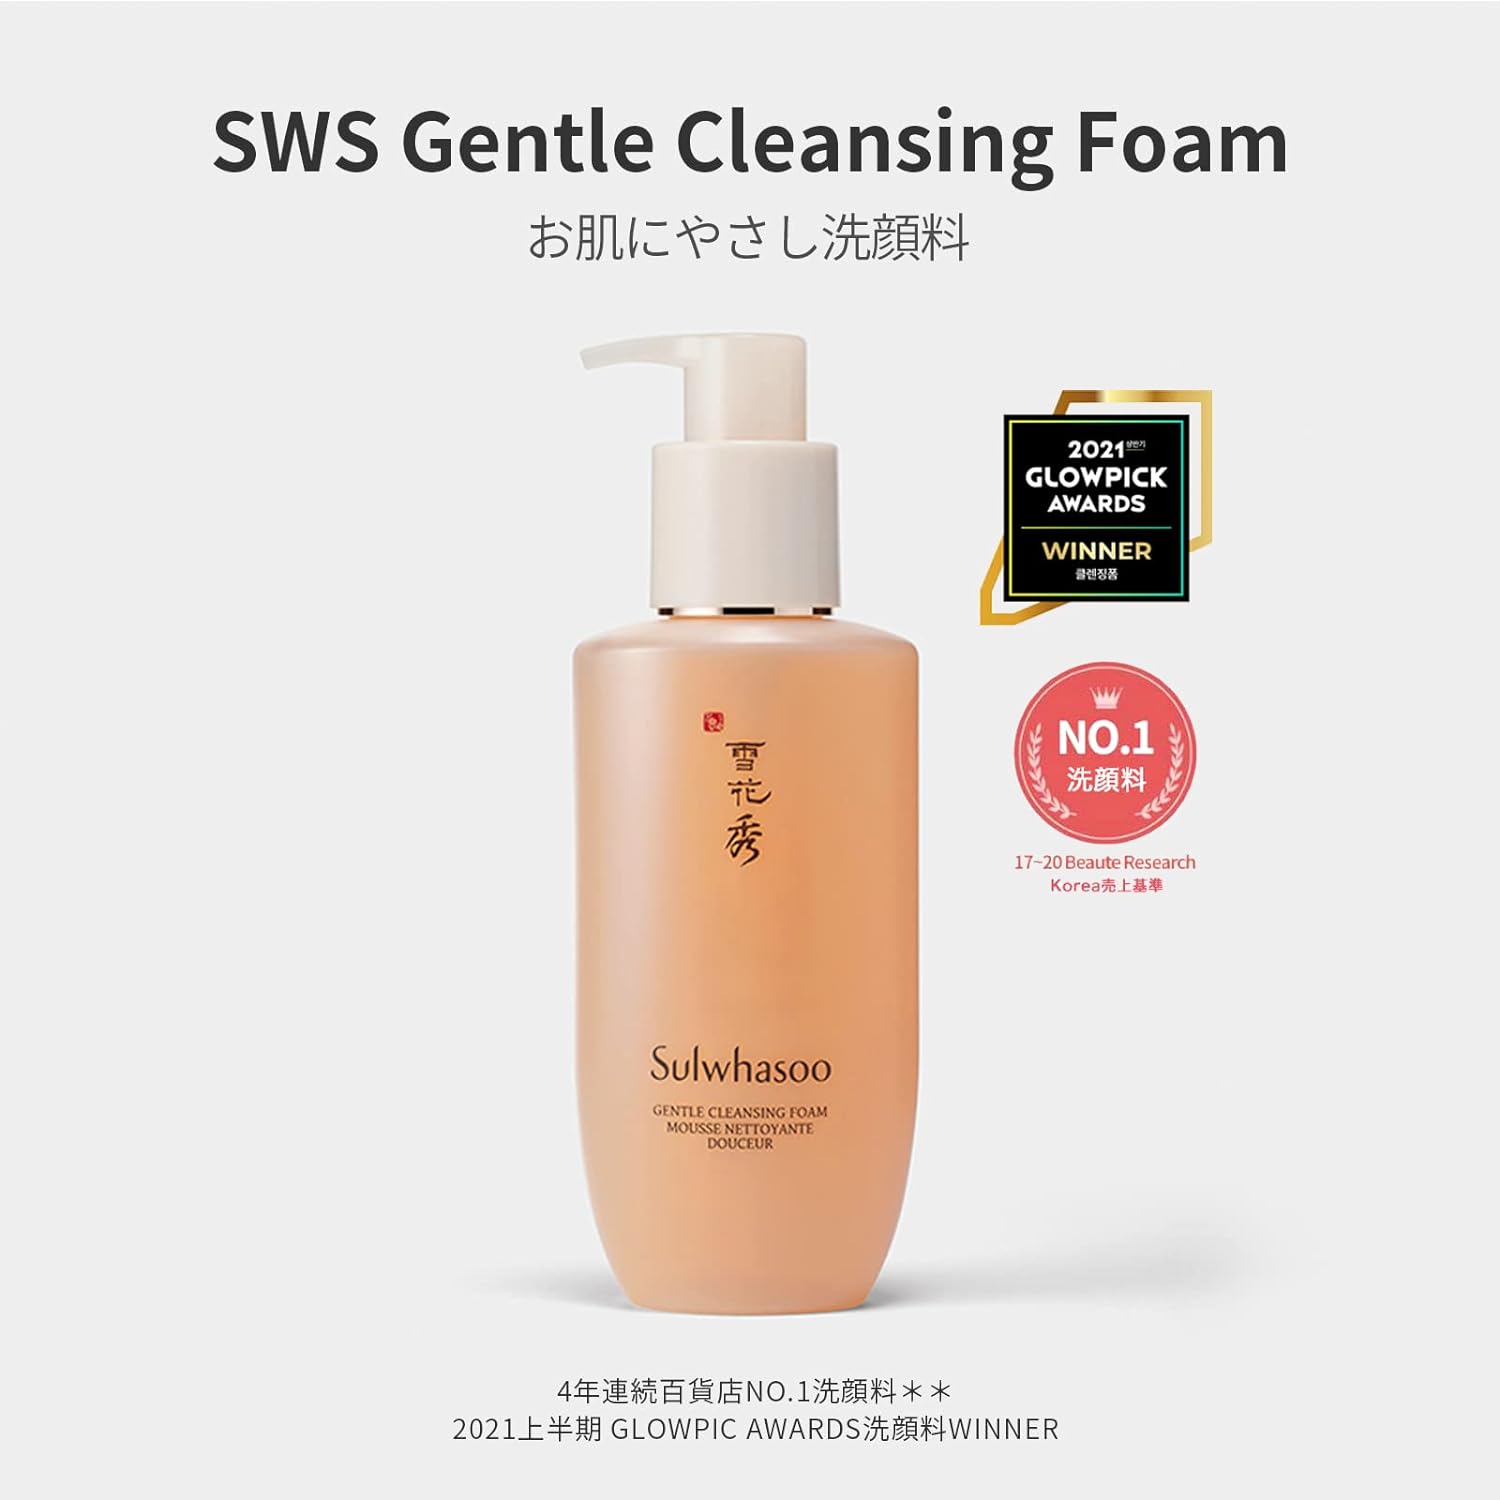 SWS Gentle Cleansing Foam
お肌にやさし洗顔料
2021 상반기
GLOWPICK
AWARDS
WINNER
클렌징폼
NO.1
洗顔料
17~20 Beaute Research
Korea売上基準
雪花秀
Sulwhasoo
GENTLE CLEANSING FOAM
MOUSSE NETTOYANTE
DOUCEUR
4年連続百貨店NO.1洗顔料＊＊
2021上半期 GLOWPIC AWARDS洗顔料WINNER